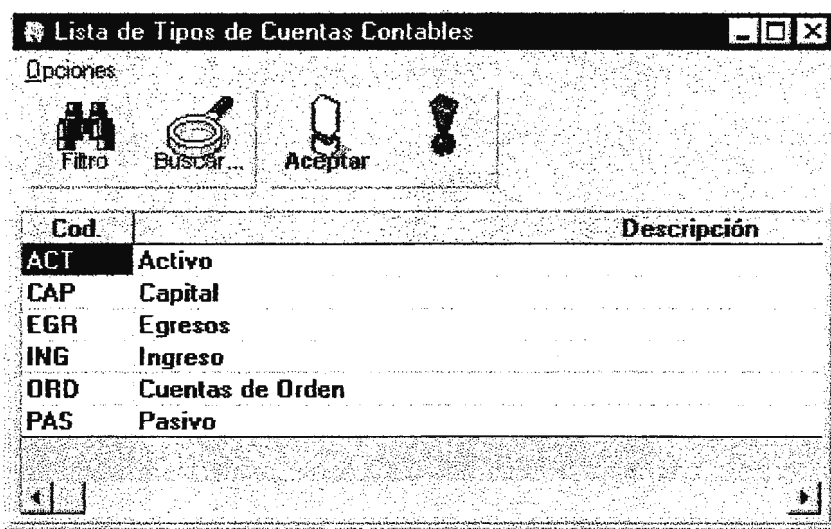 Lista de Tipos de Cuentas Contables
Opciones
Filtro Buscar... Aceptar
Cod. Descripción
ACT Activo
CAP Capital
EGR Egresos
ING Ingreso
ORD Cuentas de Orden
PAS Pasivo